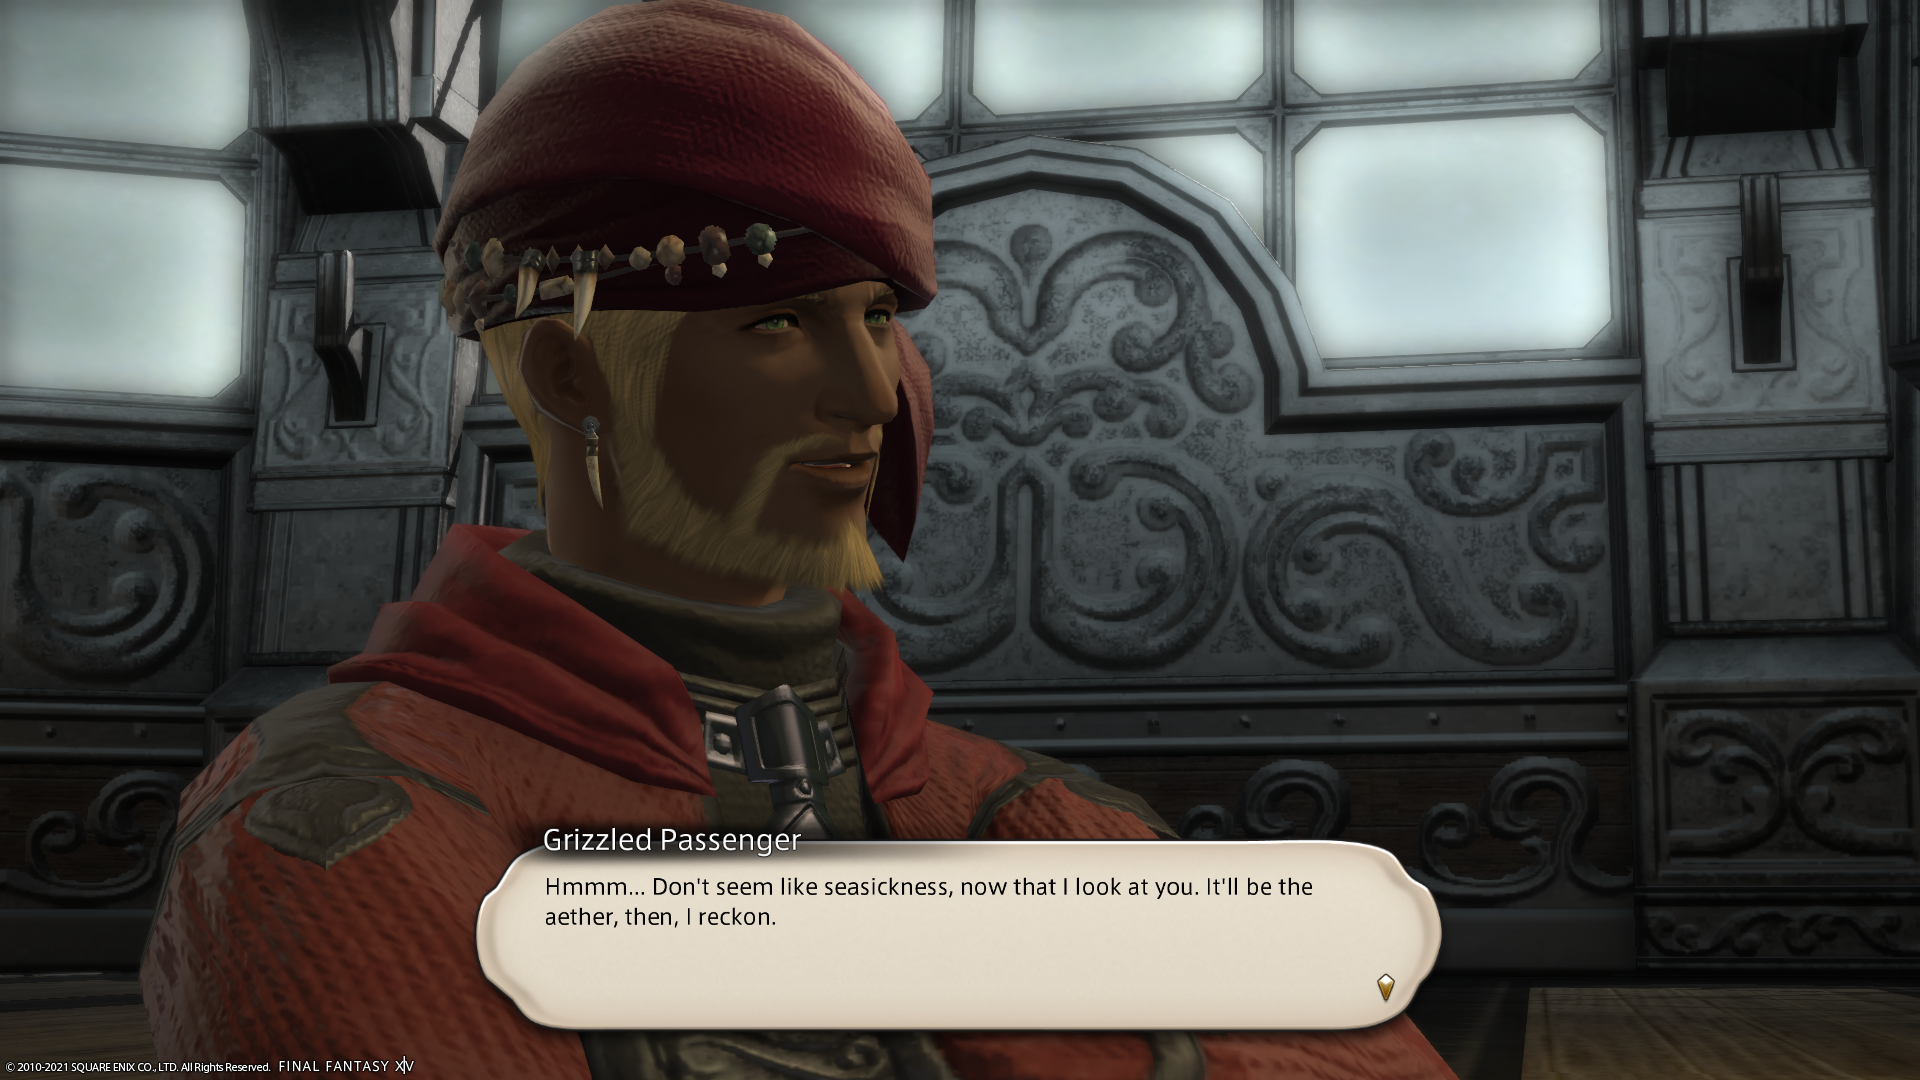 Grizzled Passenger
Hmmm... Don't seem like seasickness, now that I look at you. It'll be the
aether, then, I reckon.
© 2010-2021 SQUARE ENIX CO., LTD. All Rights Reserved. FINAL FANTASY XIV